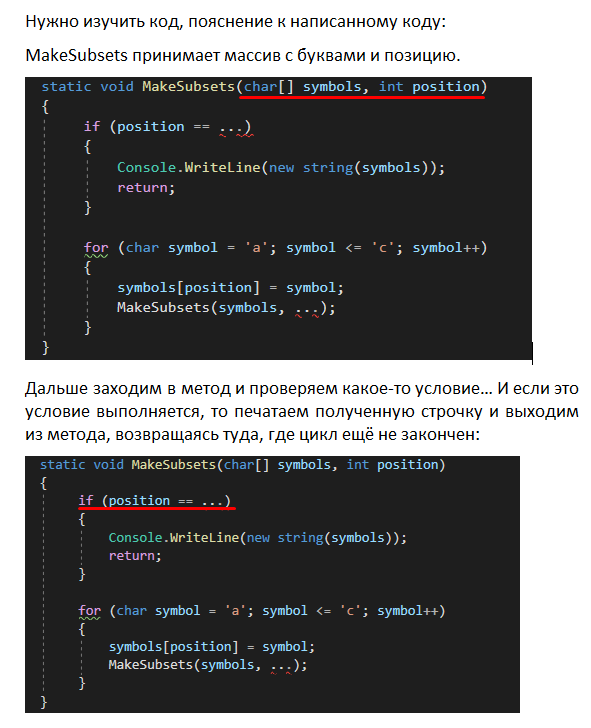 Нужно изучить код, пояснение к написанному коду:
MakeSubsets принимает массив с буквами и позицию.
static void MakeSubsets(char[] symbols, int position)
{
if (position == ...)
{
Console.WriteLine(new string(symbols));
return;
}
for (char symbol = 'a'; symbol <= 'c'; symbol++)
{
symbols[position] = symbol;
MakeSubsets(symbols, ...);
}
}
Дальше заходим в метод и проверяем какое-то условие... И если это
условие выполняется, то печатаем полученную строчку и выходим
из метода, возвращаясь туда, где цикл ещё не закончен:
static void MakeSubsets(char[] symbols, int position)
{
if (position == ...)
{
Console.WriteLine(new string(symbols));
return;
}
for (char symbol = 'a'; symbol <= 'c'; symbol++)
{
symbols[position] = symbol;
MakeSubsets(symbols, ...);
}
}